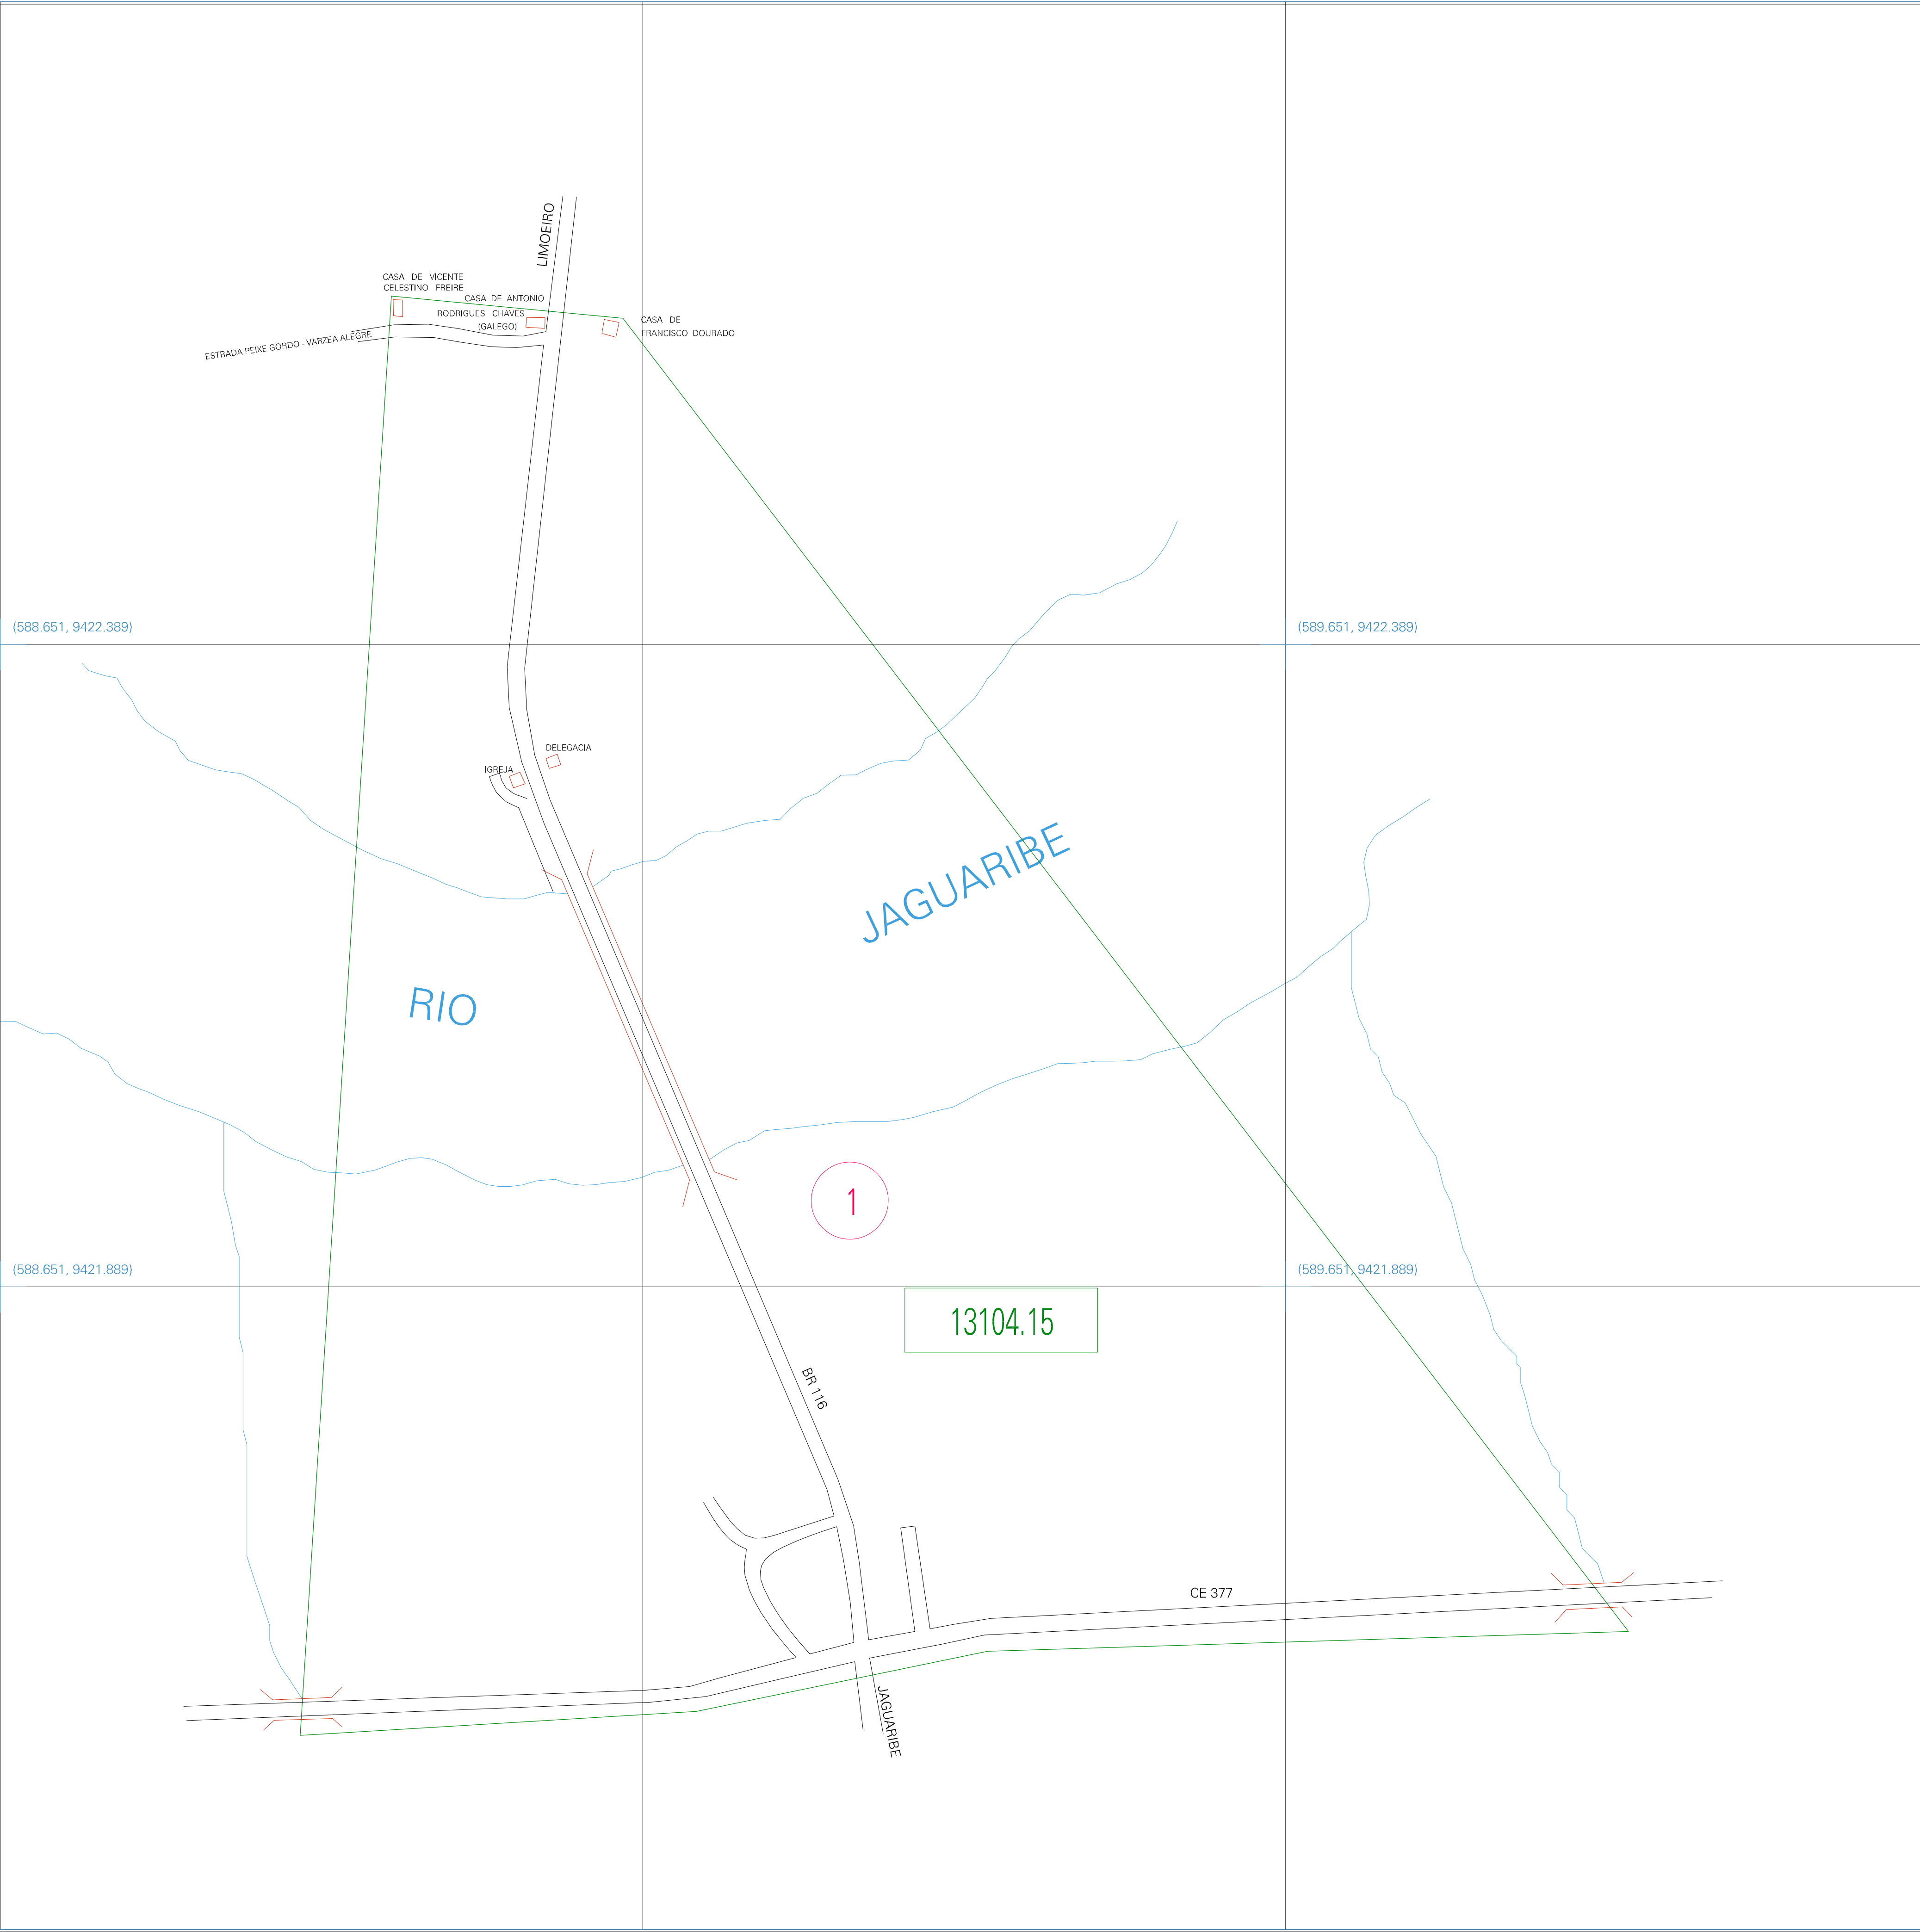 LIMOEIRO
CASA DE VICENTE
CELESTINO FREIRE
CASA DE ANTONIO
RODRIGUES CHAVES
(GALEGO)
CASA DE
FRANCISCO DOURADO
ESTRADA PEIXE GORDO - VARZEA ALEGRE
(588.651, 9422.389)
(589.651, 9422.389)
DELEGACIA
IGREJA
JAGUARIBE
RIO
1
(588.651, 9421.889)
(589.651, 9421.889)
13104.15
BR 116
CE 377
JAGUARIBE